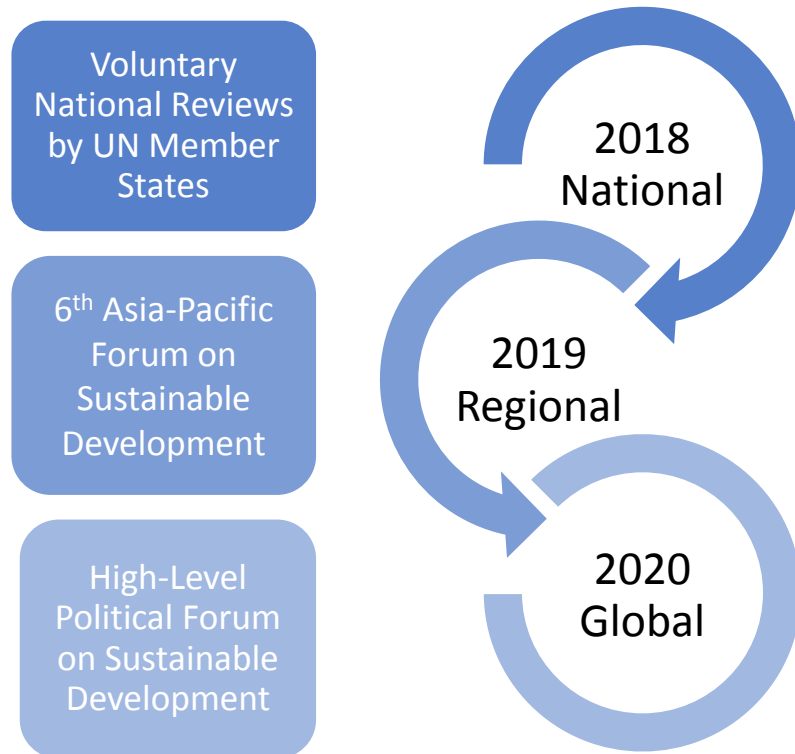 Voluntary
National Reviews
by UN Member
States
2018
National
6th Asia-Pacific
Forum on
Sustainable
Development
2019
Regional
High-Level
Political Forum
on Sustainable
Development
2020
Global